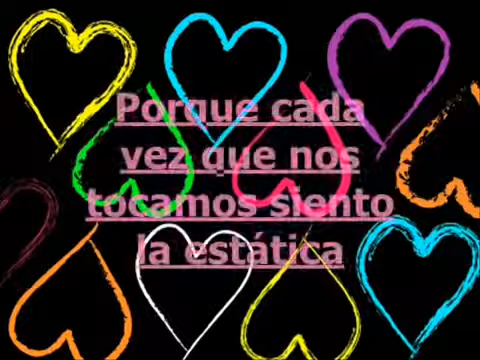 Porque cada
vez que nos
tocamos siento
la estática